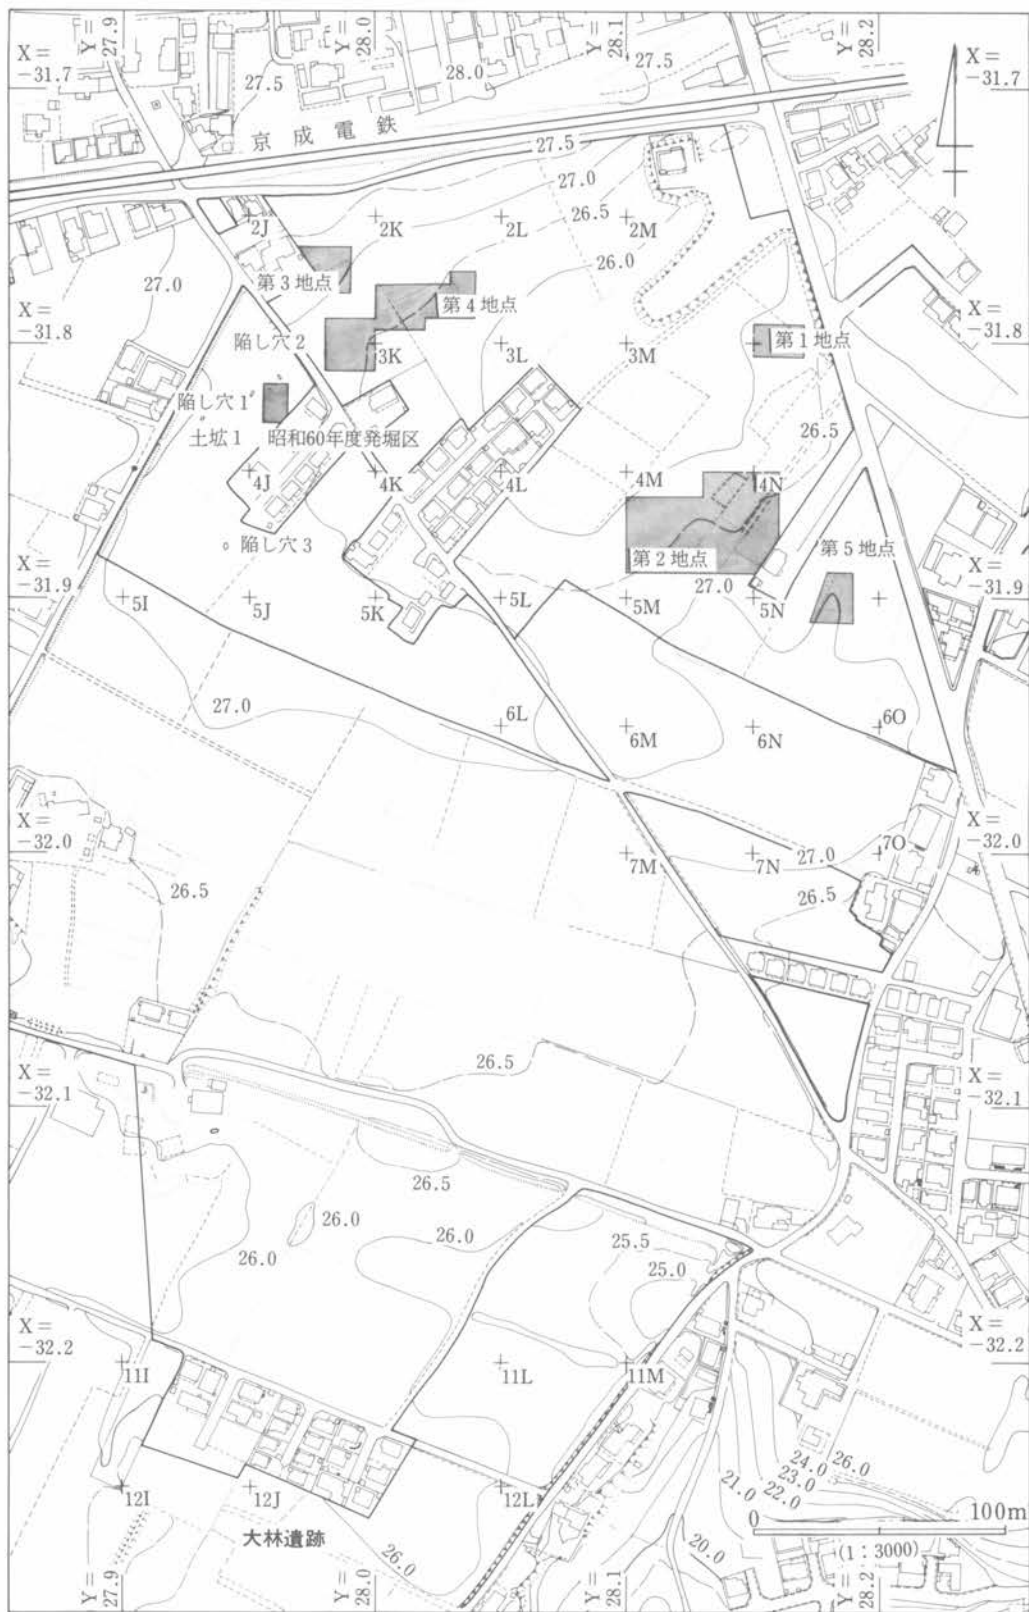 Y = 27.9
Y = 28.0
Y = 28.1
Y = 28.2
X = -31.7
X = -31.7
27.5
27.5
28.0
27.5
京成電鉄
27.5
27.0
26.5
2J
2K
2L
2M
26.0
27.0
第3地点
第4地点
X = -31.8
X = -31.8
陥し穴2
3K
3L
3M
第1地点
陥し穴1
土坑1
昭和60年度発掘区
26.5
4J
4K
4L
4M
4N
陥し穴3
第2地点
第5地点
X = -31.9
X = -31.9
27.0
5I
5J
5K
5L
5M
5N
27.0
6L
6M
6N
6O
X = -32.0
X = -32.0
7M
7N
27.0
7O
26.5
26.5
26.5
X = -32.1
X = -32.1
26.5
26.0
26.0
26.0
25.5
25.0
X = -32.2
X = -32.2
11I
11L
11M
12I
12J
12L
24.0
26.0
23.0
22.0
21.0
20.0
大林遺跡
26.0
0
100m
(1:3000)
Y = 27.9
Y = 28.0
Y = 28.1
Y = 28.2